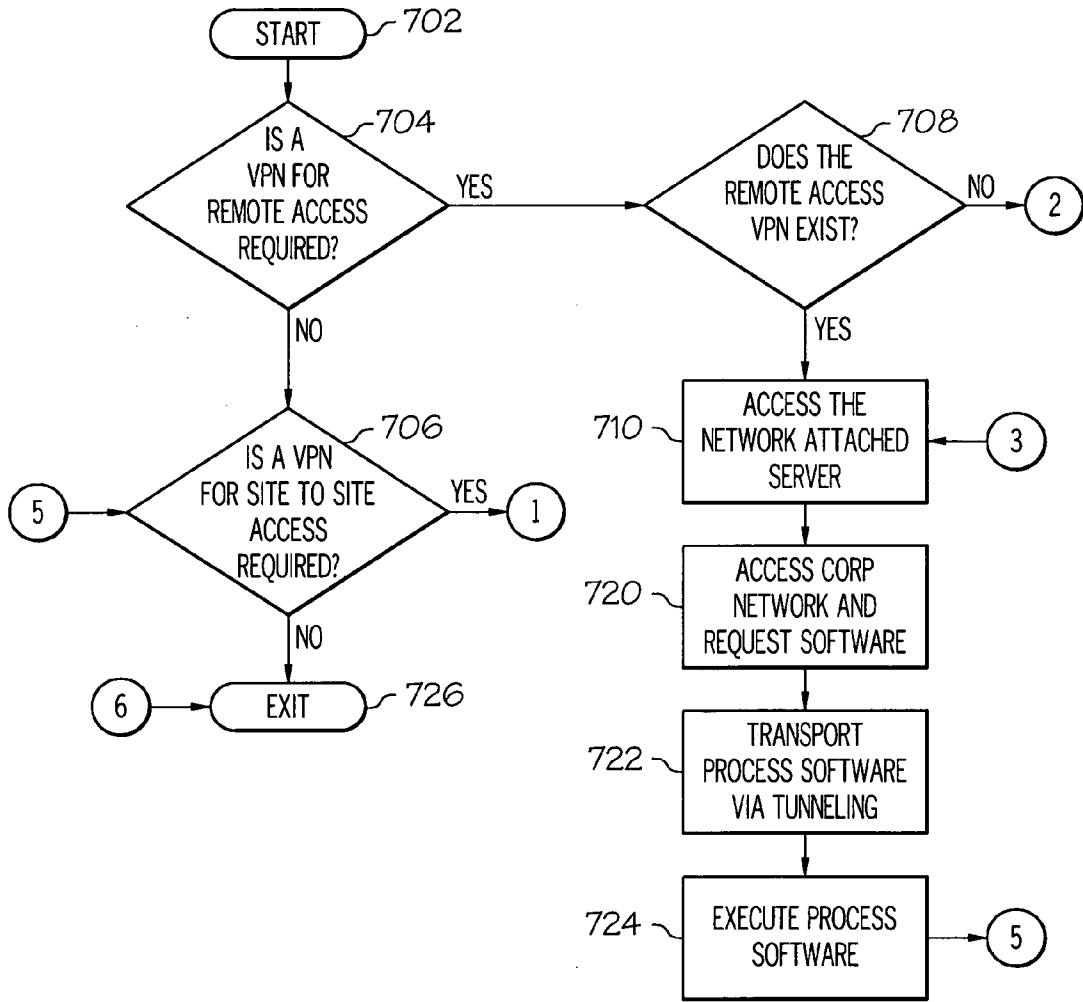 START
702
IS A
VPN FOR
REMOTE ACCESS
REQUIRED?
704
YES
NO
DOES THE
REMOTE ACCESS
VPN EXIST?
708
NO
2
YES
ACCESS THE
NETWORK ATTACHED
SERVER
710
3
IS A VPN
FOR SITE TO SITE
ACCESS
REQUIRED?
706
5
YES
1
NO
ACCESS CORP
NETWORK AND
REQUEST SOFTWARE
720
6
EXIT
726
TRANSPORT
PROCESS SOFTWARE
VIA TUNNELING
722
EXECUTE PROCESS
SOFTWARE
724
5